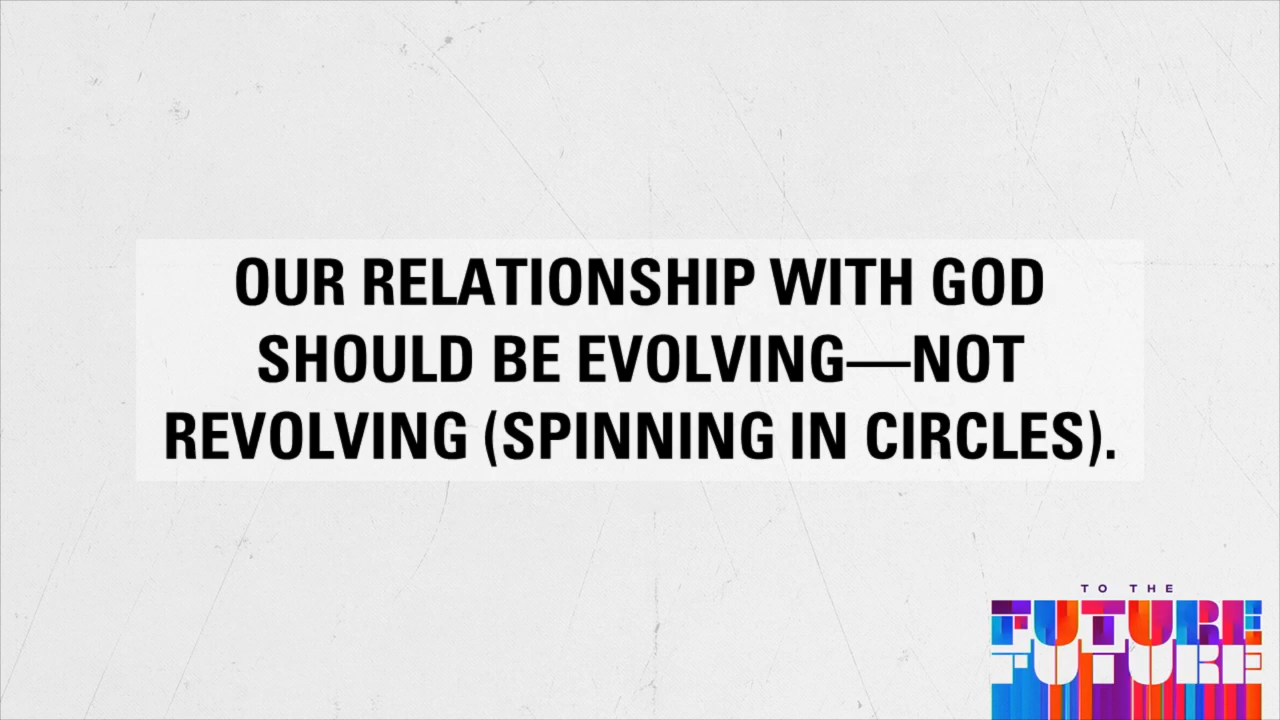 OUR RELATIONSHIP WITH GOD
SHOULD BE EVOLVING—NOT
REVOLVING (SPINNING IN CIRCLES).
TO THE
FUTURE
FUTURE